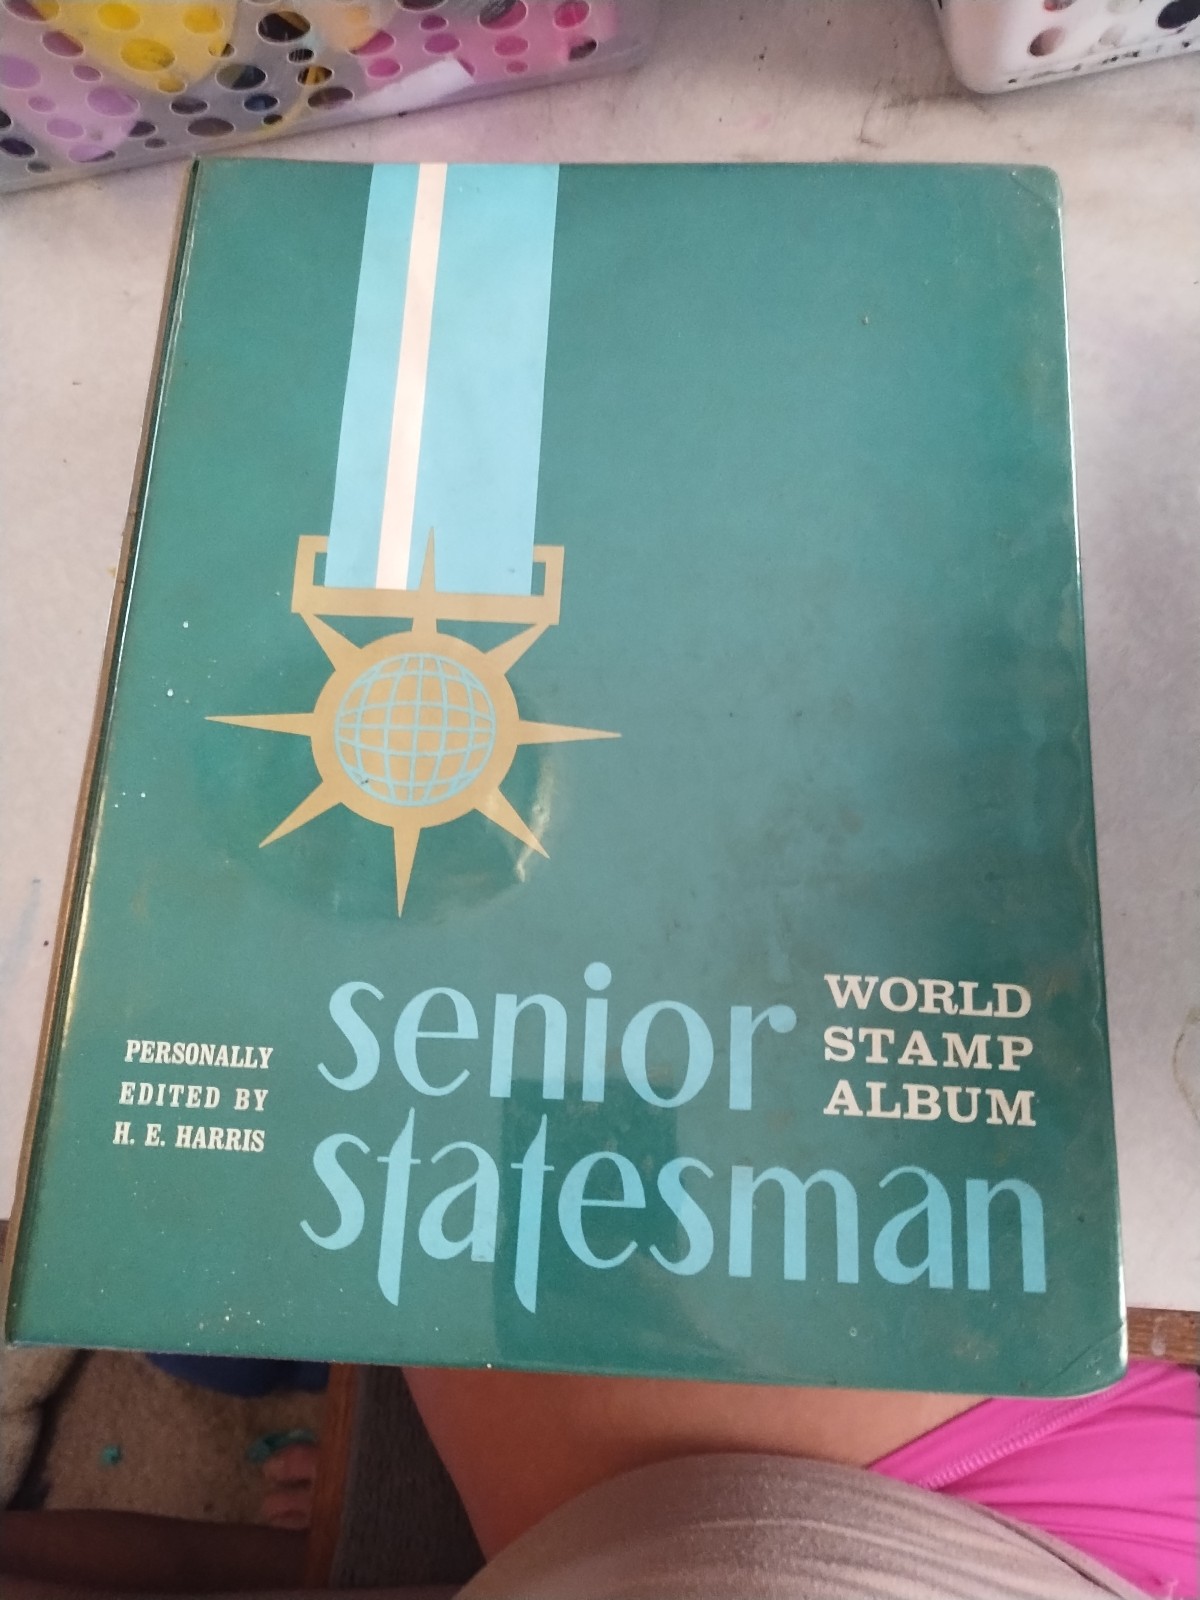 senior
statesman
WORLD
STAMP
ALBUM
PERSONALLY
EDITED BY
H. E. HARRIS